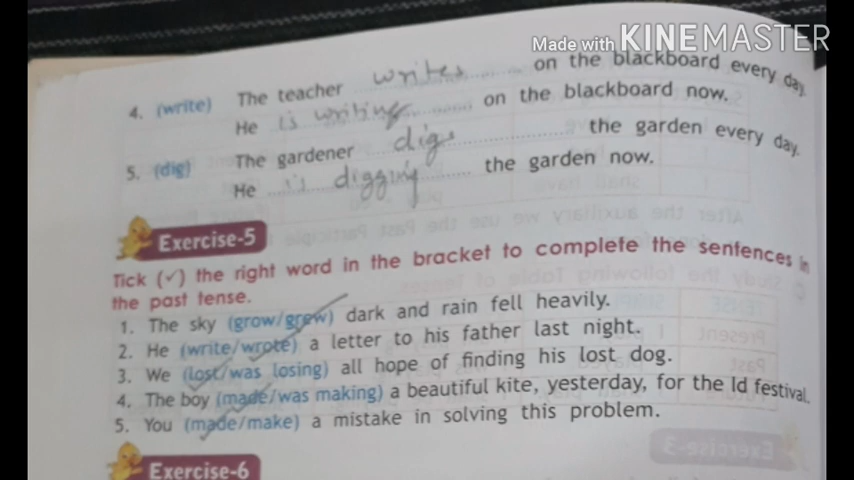 Made with KINEMASTER
4. (write) The teacher writes on the blackboard every day.
He is writing on the blackboard now.
5. (dig) The gardener digs the garden every day.
He is digging the garden now.
Exercise-5
Tick (✓) the right word in the bracket to complete the sentences in
the past tense.
1. The sky (grow/grew) dark and rain fell heavily.
2. He (write/wrote) a letter to his father last night.
3. We (lost/was losing) all hope of finding his lost dog.
4. The boy (made/was making) a beautiful kite, yesterday, for the Id festival.
5. You (made/make) a mistake in solving this problem.
Exercise-6